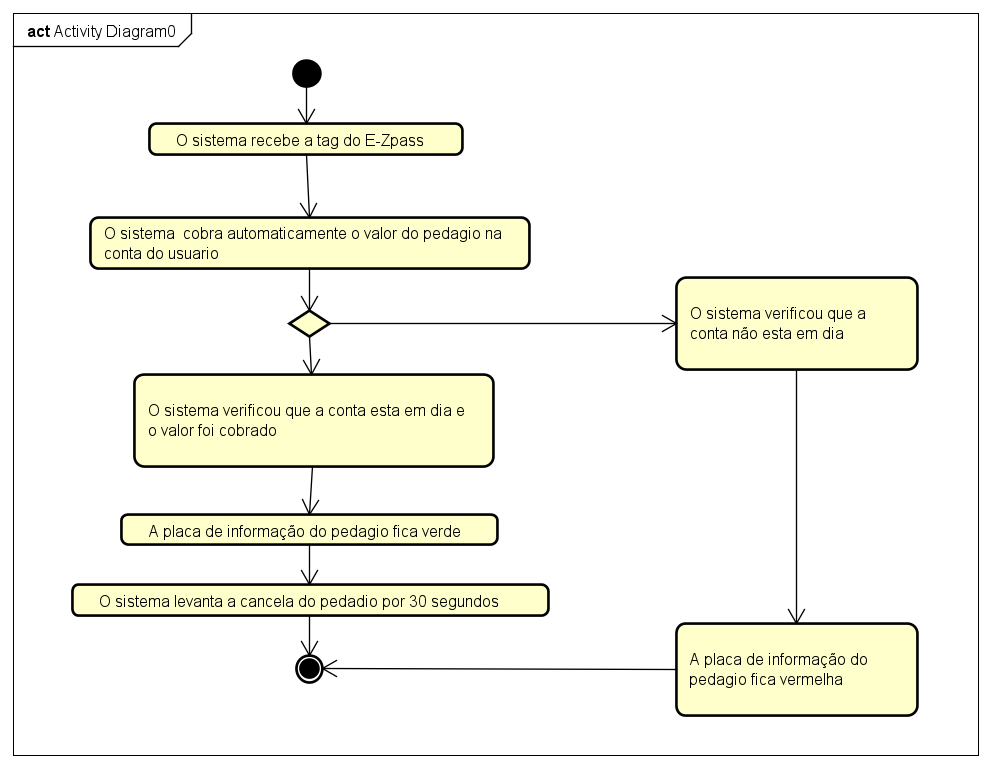 act Activity Diagram0
O sistema recebe a tag do E-Zpass
O sistema  cobra automaticamente o valor do pedagio na
conta do usuario
O sistema verificou que a
conta não esta em dia
O sistema verificou que a conta esta em dia e
o valor foi cobrado
A placa de informação do pedagio fica verde
O sistema levanta a cancela do pedadio por 30 segundos
A placa de informação do
pedagio fica vermelha